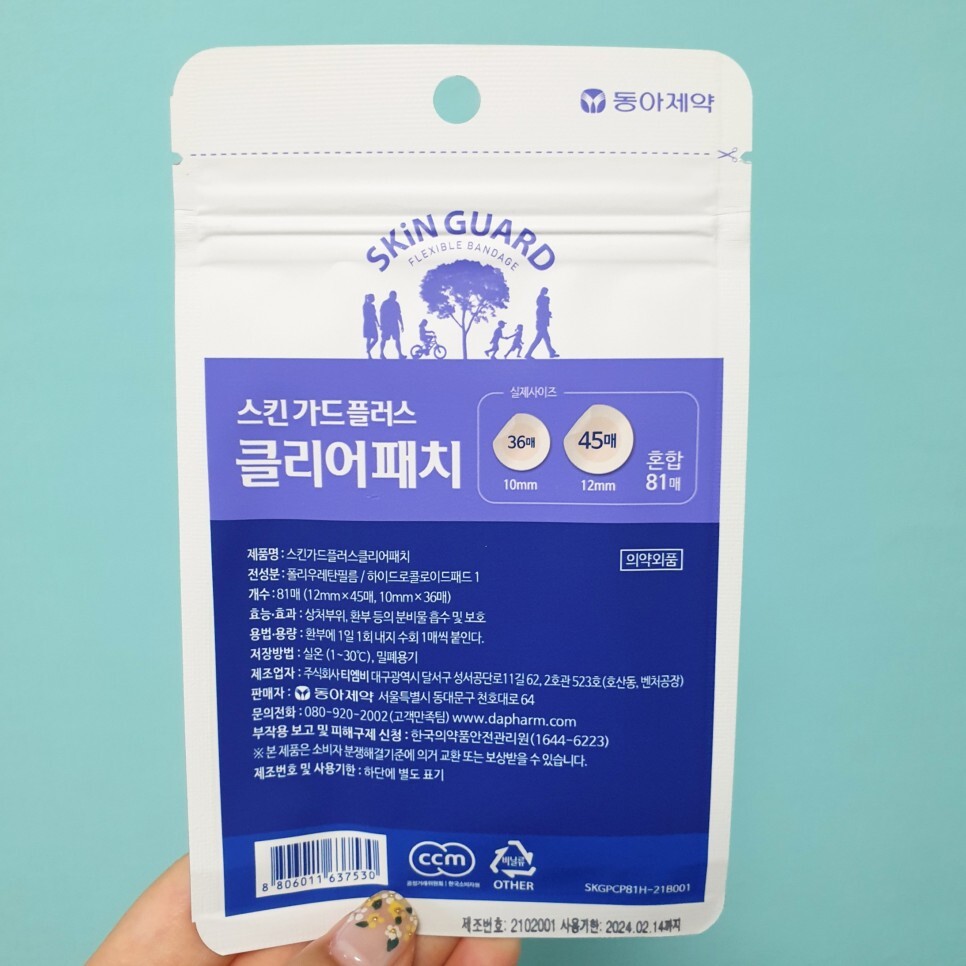 동아제약
SKiN GUARD
FLEXIBLE BANDAGE
스킨가드플러스
클리어패치
실제사이즈
36매
45매
10mm
12mm
혼합
81매
의약외품
제품명 : 스킨가드플러스클리어패치
전성분 : 폴리우레탄필름 / 하이드로콜로이드패드 1
개수 : 81매 (12mm×45매, 10mm×36매)
효능·효과 : 상처부위, 환부 등의 분비물 흡수 및 보호
용법·용량 : 환부에 1일 1회 내지 수회 1매씩 붙인다.
저장방법 : 실온 (1~30℃), 밀폐용기
제조업자 : 주식회사티엠비 대구광역시 달서구 성서공단로11길 62, 2호관 523호 (호산동, 벤처공장)
판매자 : 동아제약 서울특별시 동대문구 천호대로 64
문의전화 : 080-920-2002 (고객만족팀) www.dapharm.com
부작용 보고 및 피해구제 신청 : 한국의약품안전관리원(1644-6223)
※ 본 제품은 소비자 분쟁해결기준에 의거 교환 또는 보상받을 수 있습니다.
제조번호 및 사용기한 : 하단에 별도 표기
8 806011 637530
ccm
공정거래위원회 | 한국소비자원
비닐류
OTHER
SKGPCP81H-21B001
제조번호: 2102001 사용기한: 2024.02.14까지